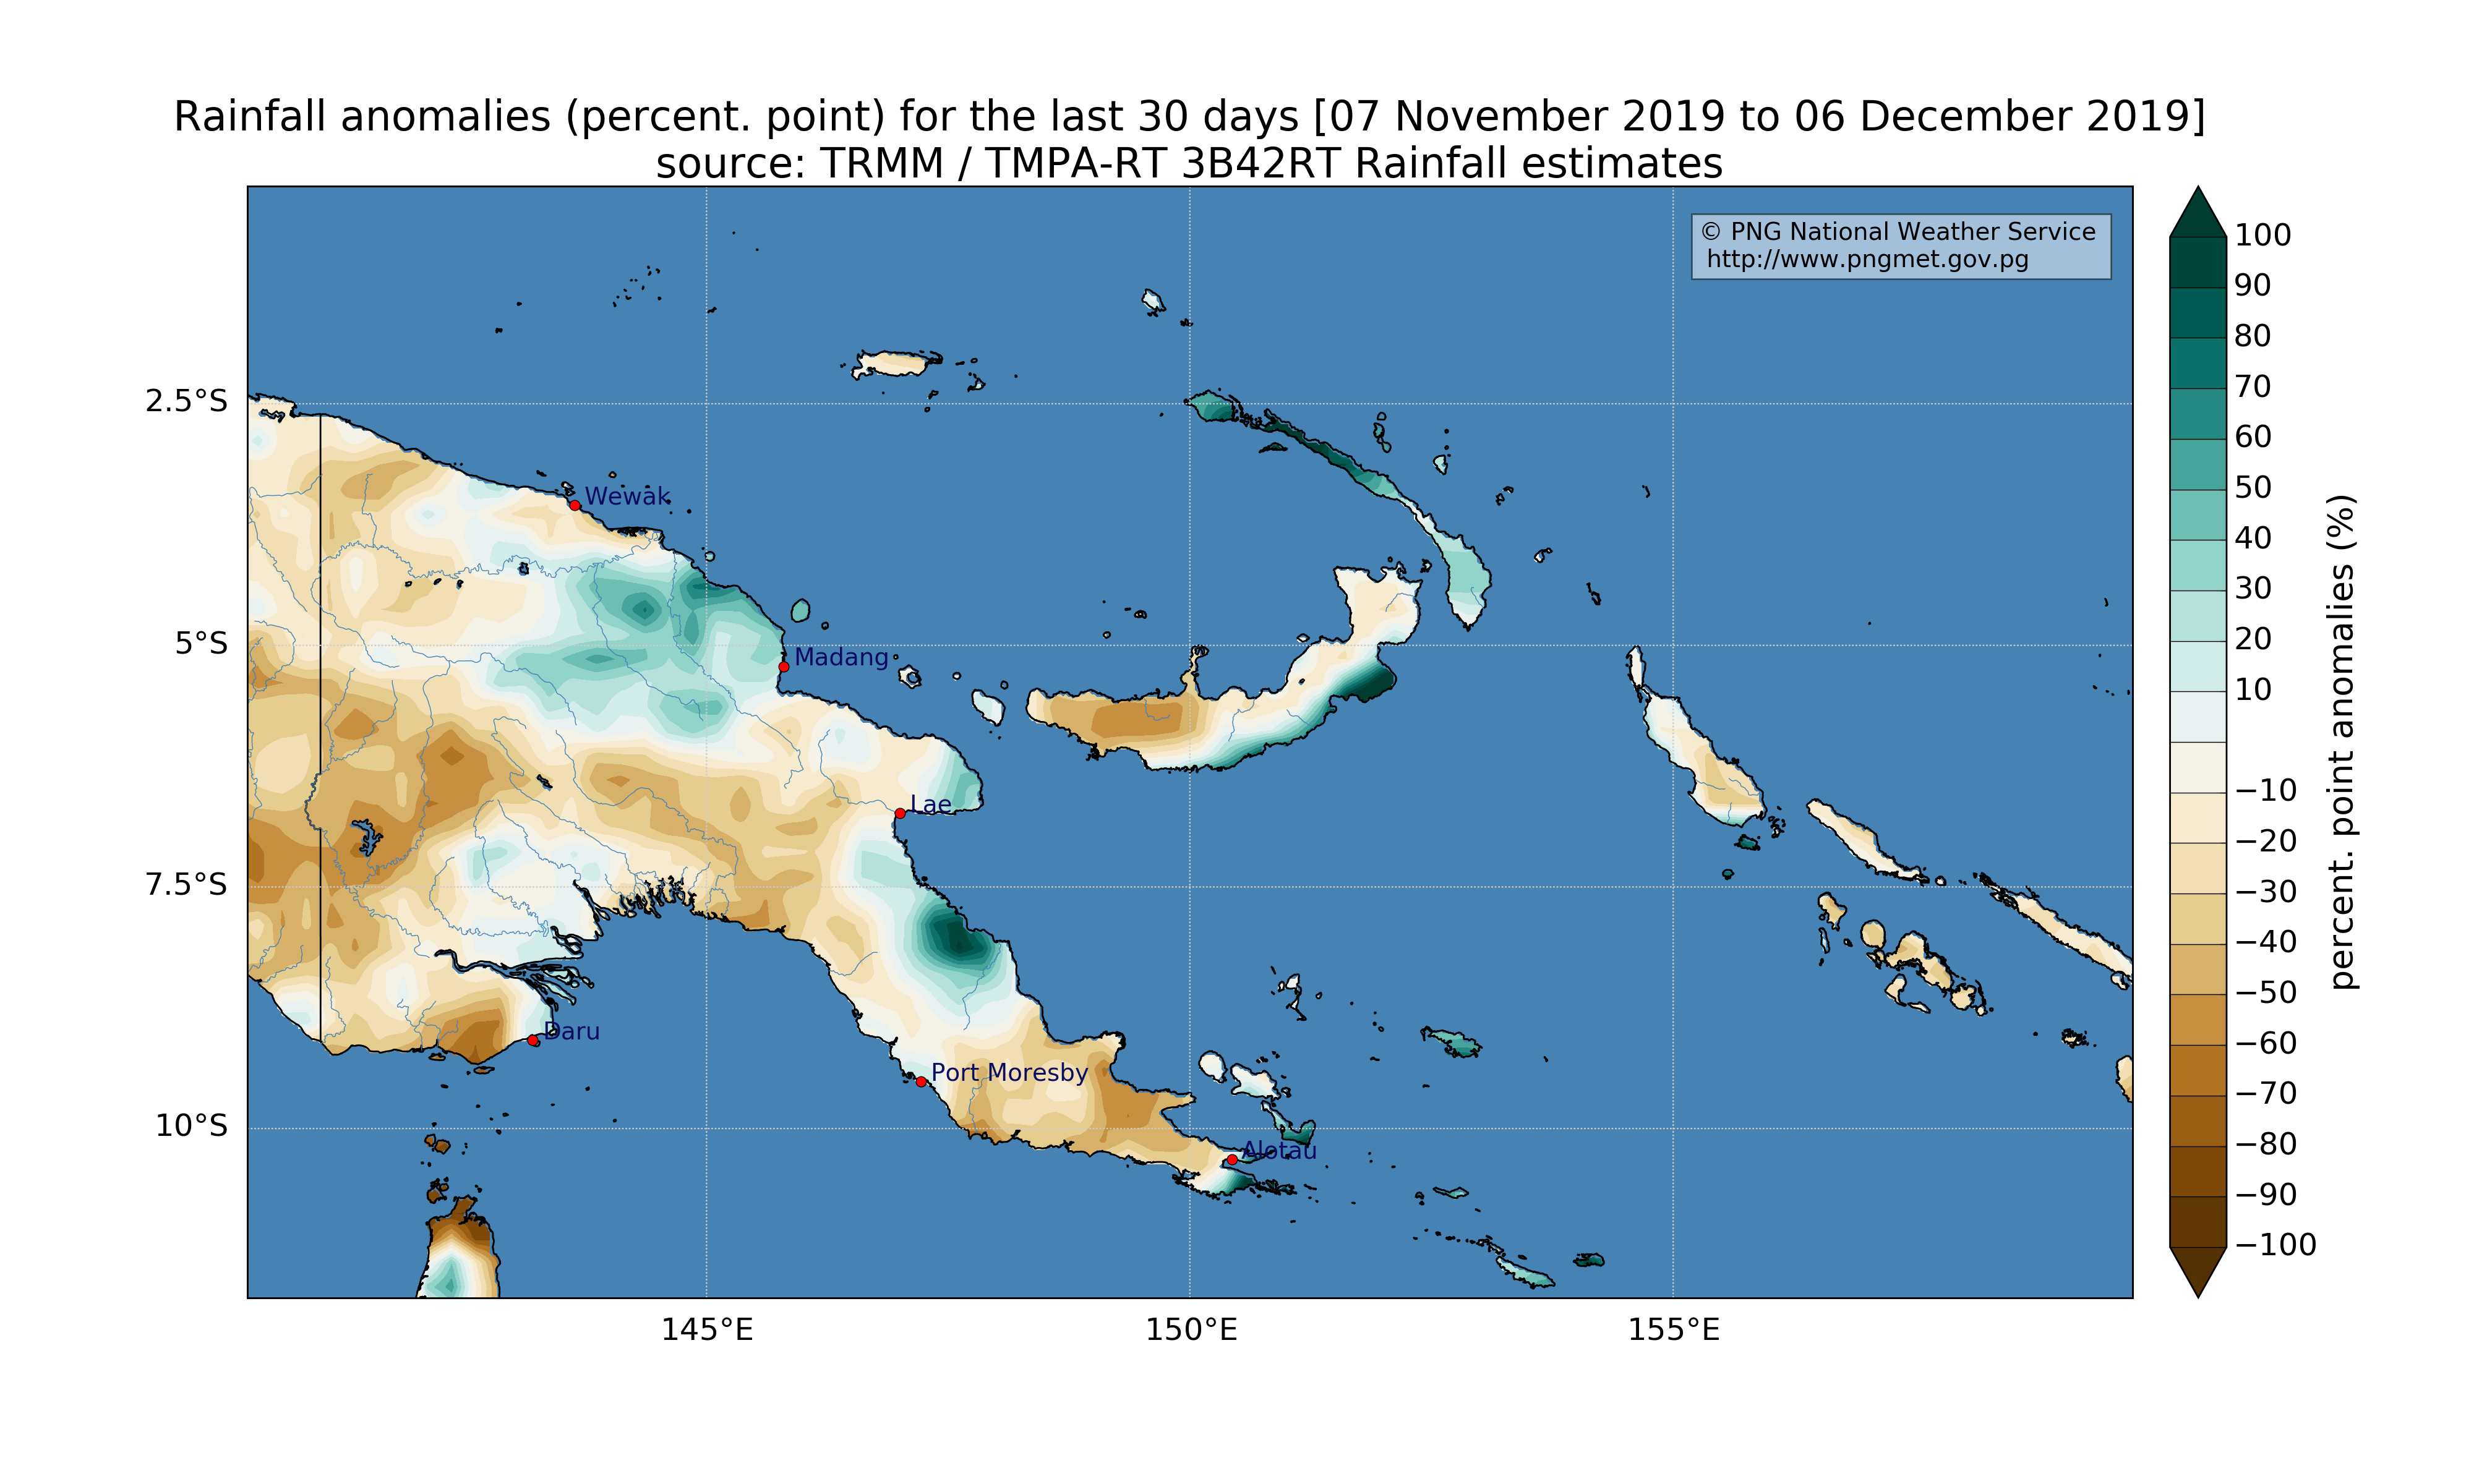 Rainfall anomalies (percent. point) for the last 30 days [07 November 2019 to 06 December 2019]
source: TRMM / TMPA-RT 3B42RT Rainfall estimates
© PNG National Weather Service
http://www.pngmet.gov.pg
2.5°S
5°S
7.5°S
10°S
Wewak
Madang
Lae
Daru
Port Moresby
Alotau
145°E
150°E
155°E
100
90
80
70
60
50
40
30
20
10
−10
−20
−30
−40
−50
−60
−70
−80
−90
−100
percent. point anomalies (%)